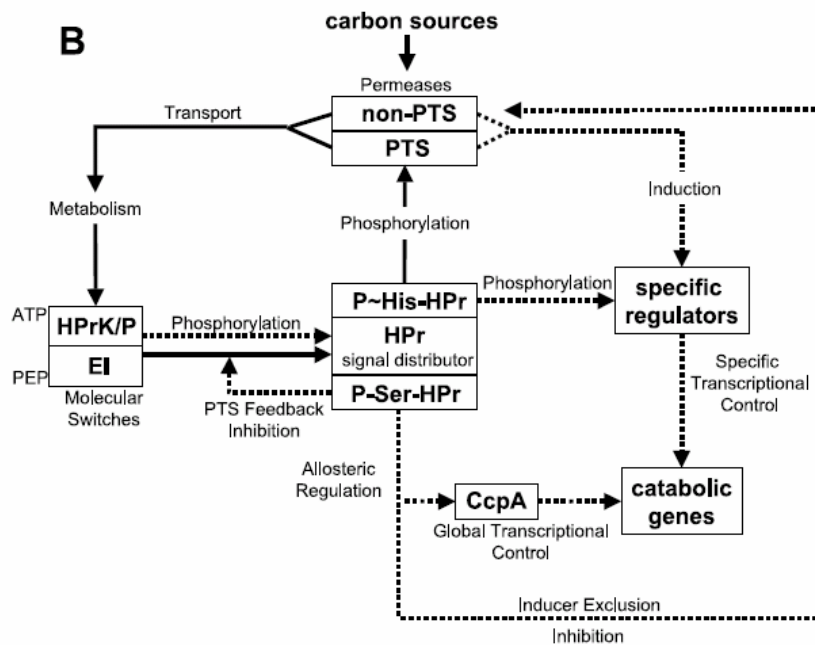 B
carbon sources
Permeases
non-PTS
PTS
Transport
Induction
Metabolism
Phosphorylation
ATP
HPrK/P
EI
PEP
Molecular
Switches
Phosphorylation
P~His-HPr
HPr
signal distributor
P-Ser-HPr
Phosphorylation
specific
regulators
PTS Feedback
Inhibition
Specific
Transcriptional
Control
Allosteric
Regulation
CcpA
Global Transcriptional
Control
catabolic
genes
Inducer Exclusion
Inhibition